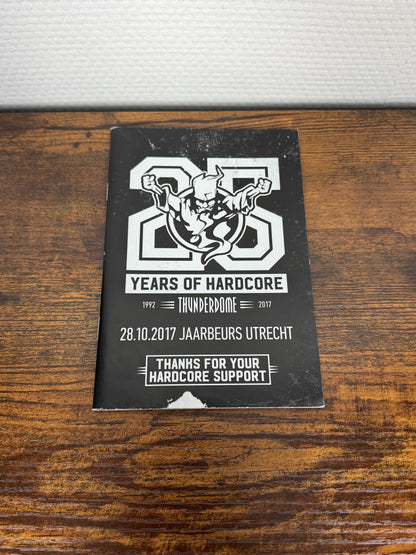 25
YEARS OF HARDCORE
1992 THUNDERDOME 2017
28.10.2017 JAARBEURS UTRECHT
THANKS FOR YOUR
HARDCORE SUPPORT